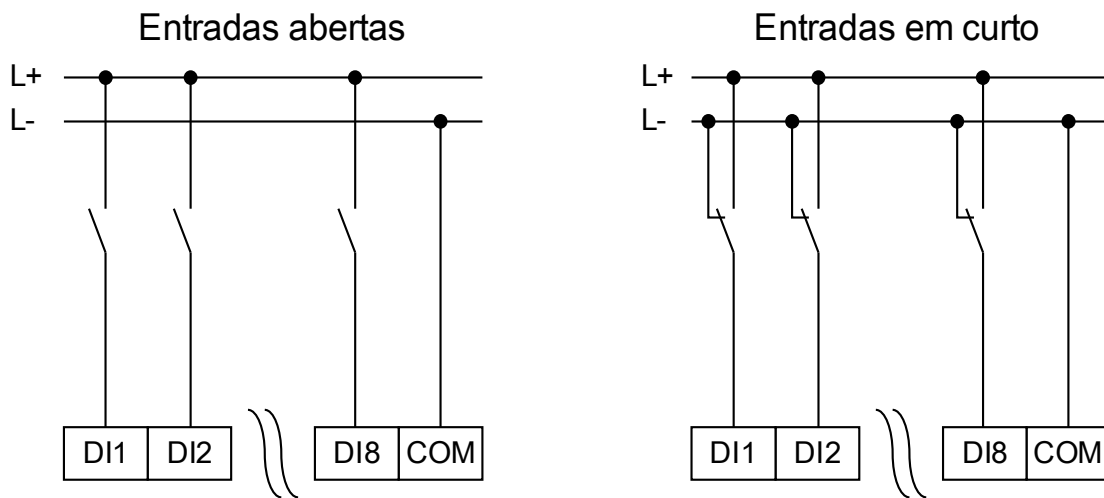 Entradas abertas
L+
L-
DI1 DI2 DI8 COM
Entradas em curto
L+
L-
DI1 DI2 DI8 COM